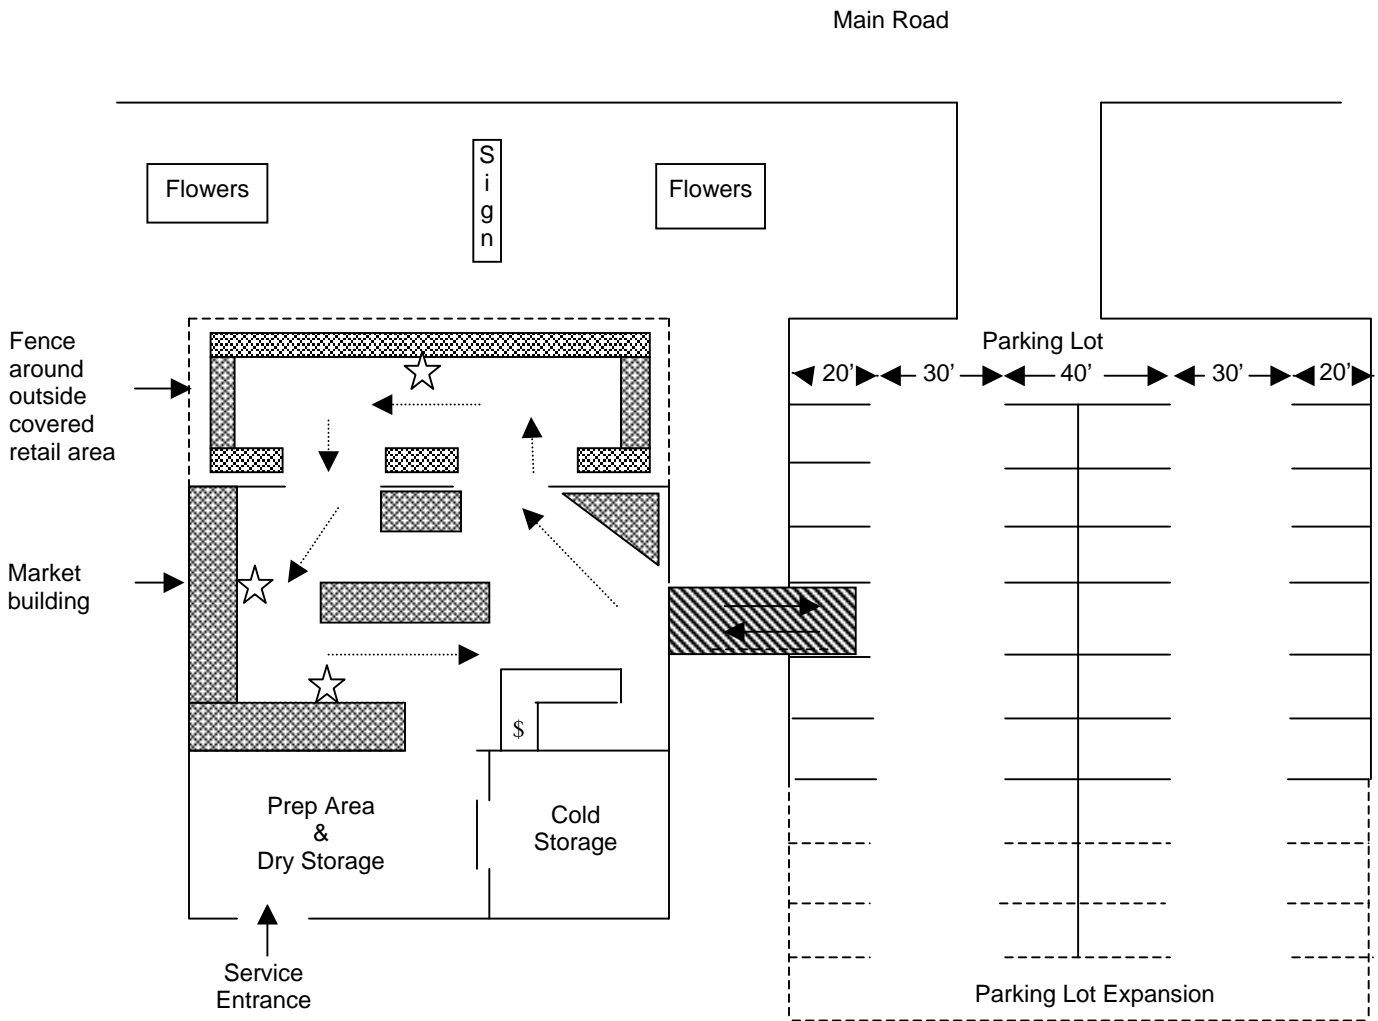 Main Road
Flowers
S
i
g
n
Flowers
Fence
around
outside
covered
retail area
Parking Lot
20’ 30’ 40’ 30’ 20’
Market
building
$
Prep Area
&
Dry Storage
Cold
Storage
Service
Entrance
Parking Lot Expansion